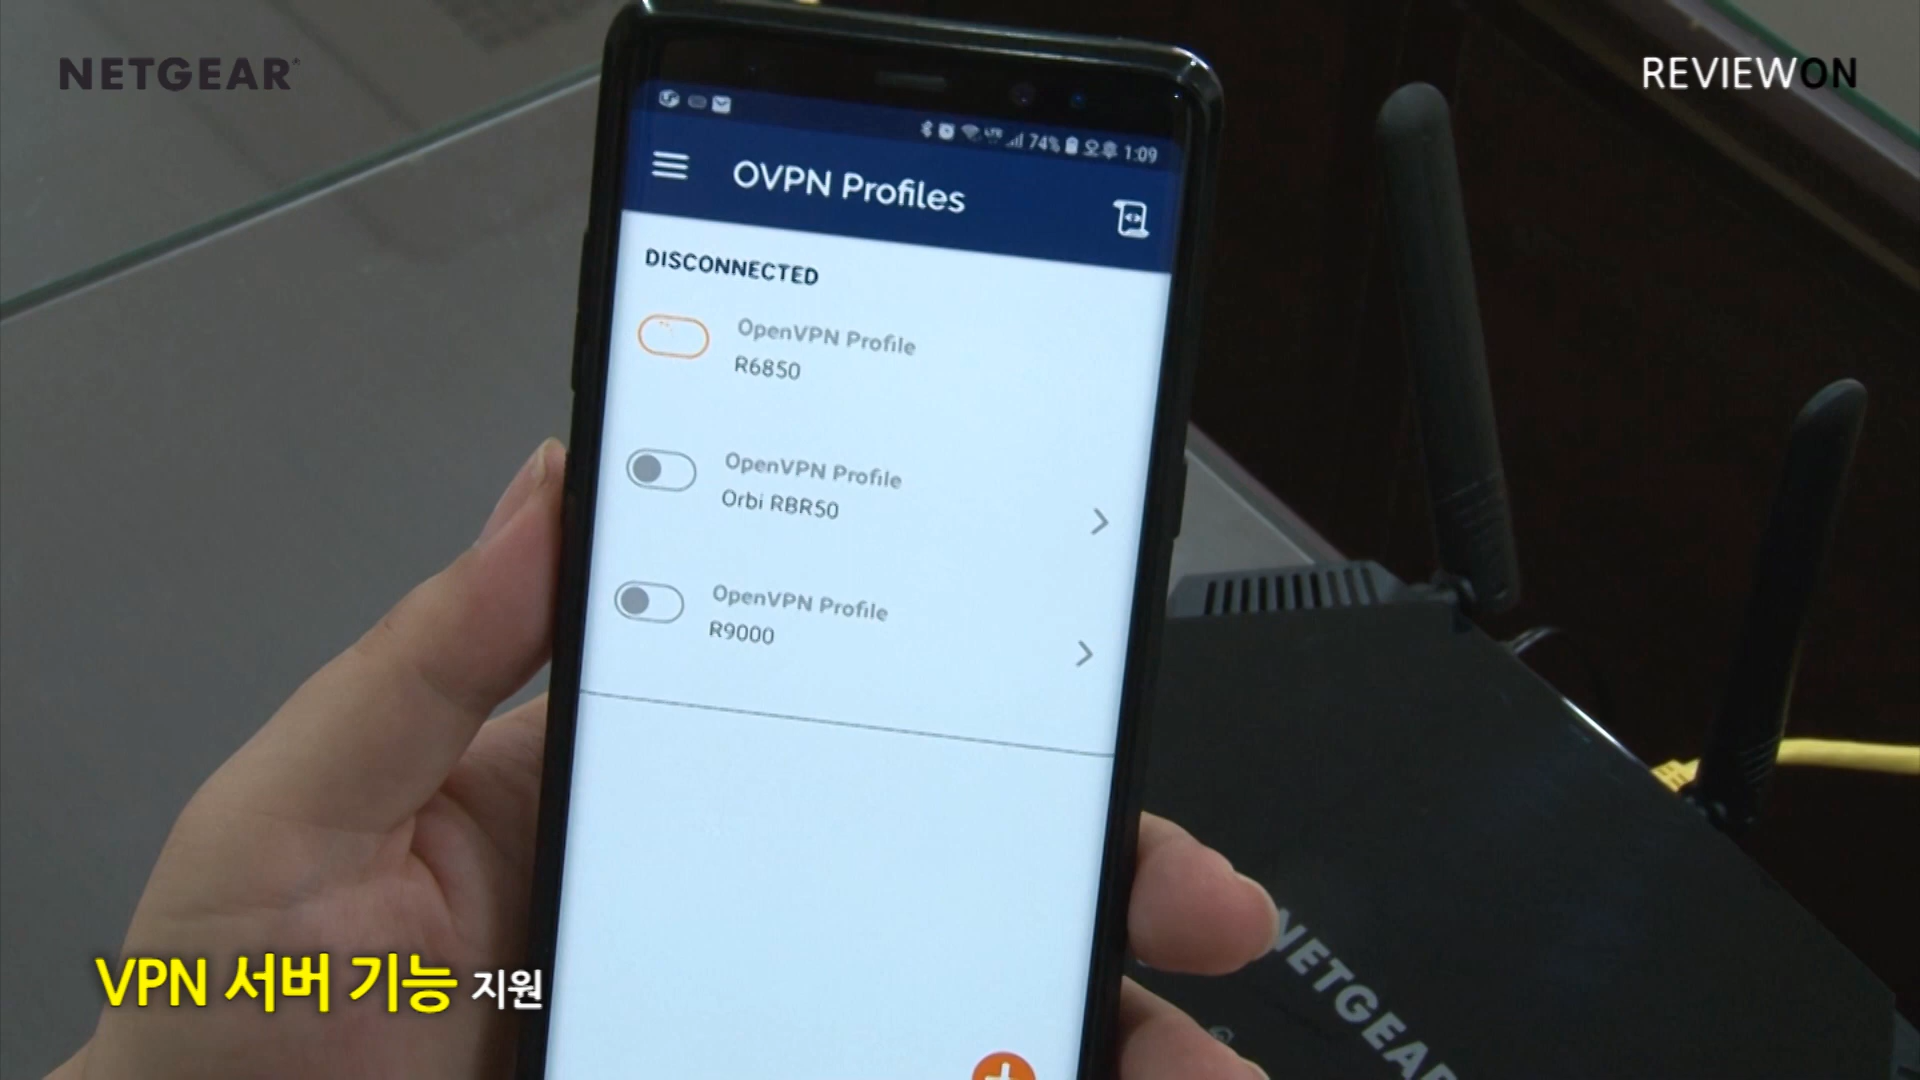 NETGEAR
REVIEWON
LTE 74% 오후 1:09
OVPN Profiles
DISCONNECTED
OpenVPN Profile
R6850
OpenVPN Profile
Orbi RBR50
OpenVPN Profile
R9000
VPN 서버 기능 지원
NETGEAR